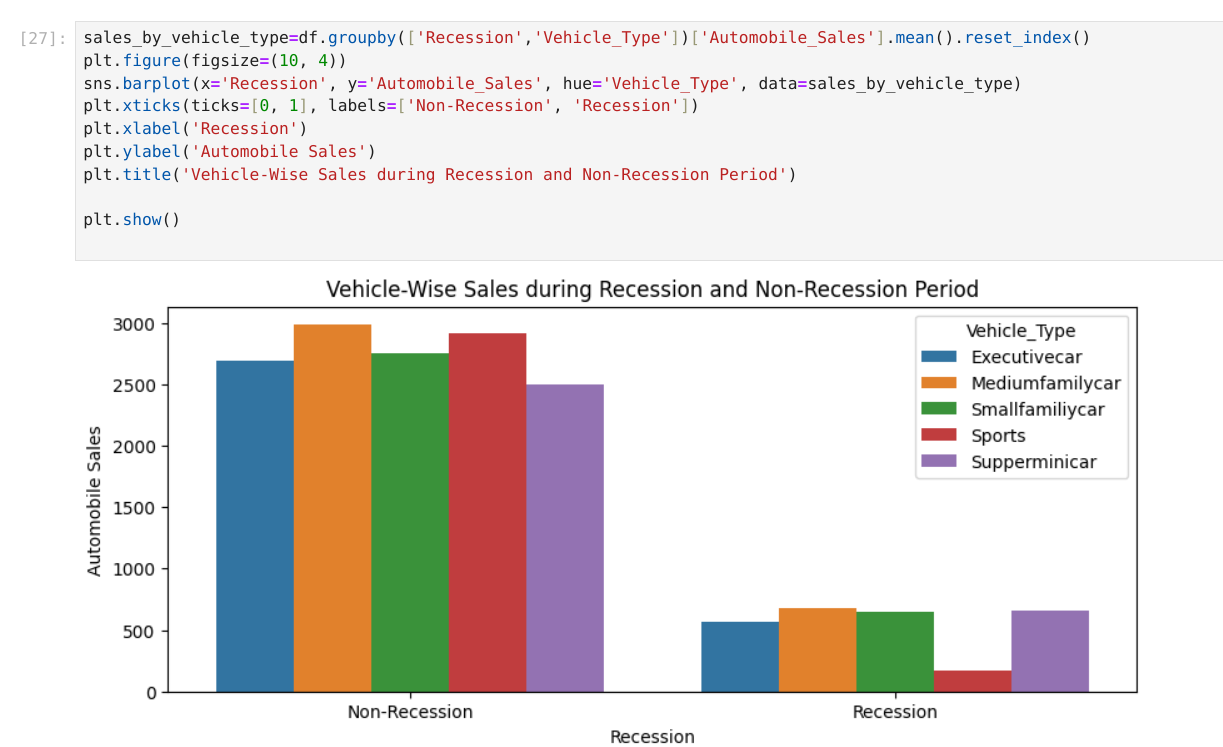 [27]:
sales_by_vehicle_type=df.groupby(['Recession','Vehicle_Type'])['Automobile_Sales'].mean().reset_index()
plt.figure(figsize=(10, 4))
sns.barplot(x='Recession', y='Automobile_Sales', hue='Vehicle_Type', data=sales_by_vehicle_type)
plt.xticks(ticks=[0, 1], labels=['Non-Recession', 'Recession'])
plt.xlabel('Recession')
plt.ylabel('Automobile Sales')
plt.title('Vehicle-Wise Sales during Recession and Non-Recession Period')
plt.show()
Vehicle-Wise Sales during Recession and Non-Recession Period
Automobile Sales
3000
2500
2000
1500
1000
500
0
Vehicle_Type
Executivecar
Mediumfamilycar
Smallfamiliycar
Sports
Supperminicar
Non-Recession
Recession
Recession